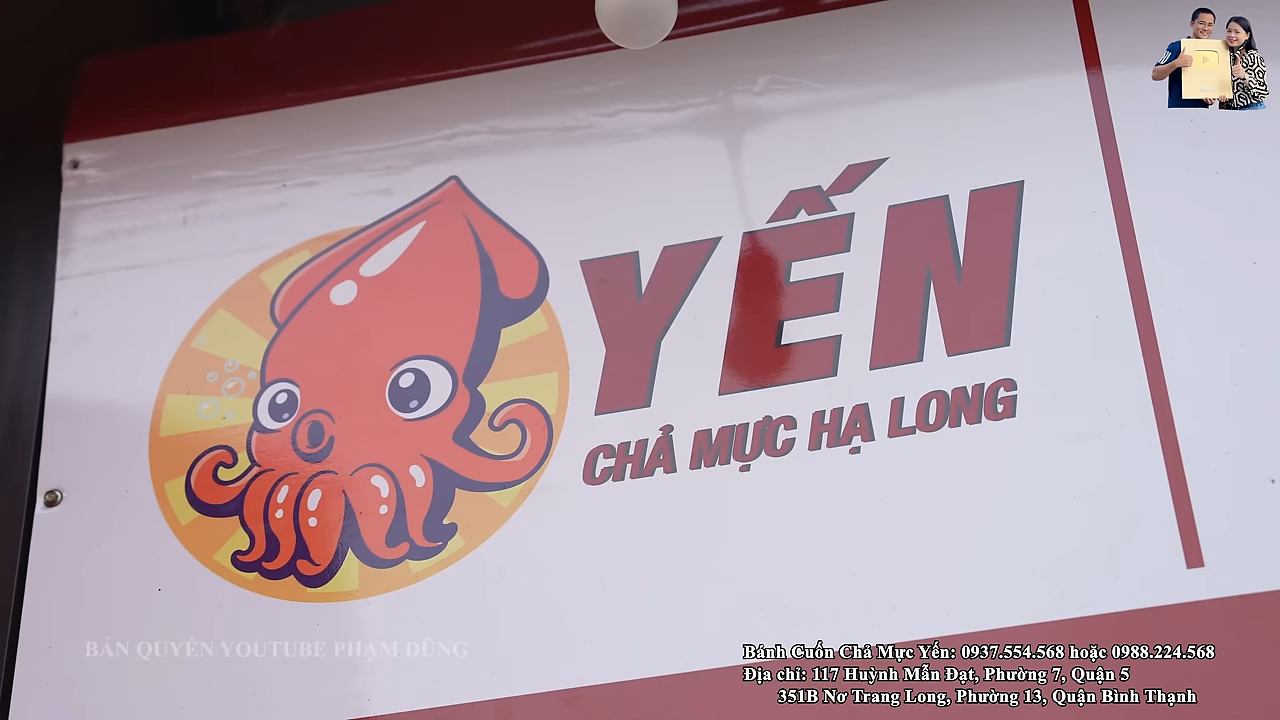 YẾN
CHẢ MỰC HẠ LONG
BẢN QUYỀN YOUTUBE PHẠM DŨNG
Bánh Cuốn Chả Mực Yến: 0937.554.568 hoặc 0988.224.568
Địa chỉ: 117 Huỳnh Mẫn Đạt, Phường 7, Quận 5
351B Nơ Trang Long, Phường 13, Quận Bình Thạnh